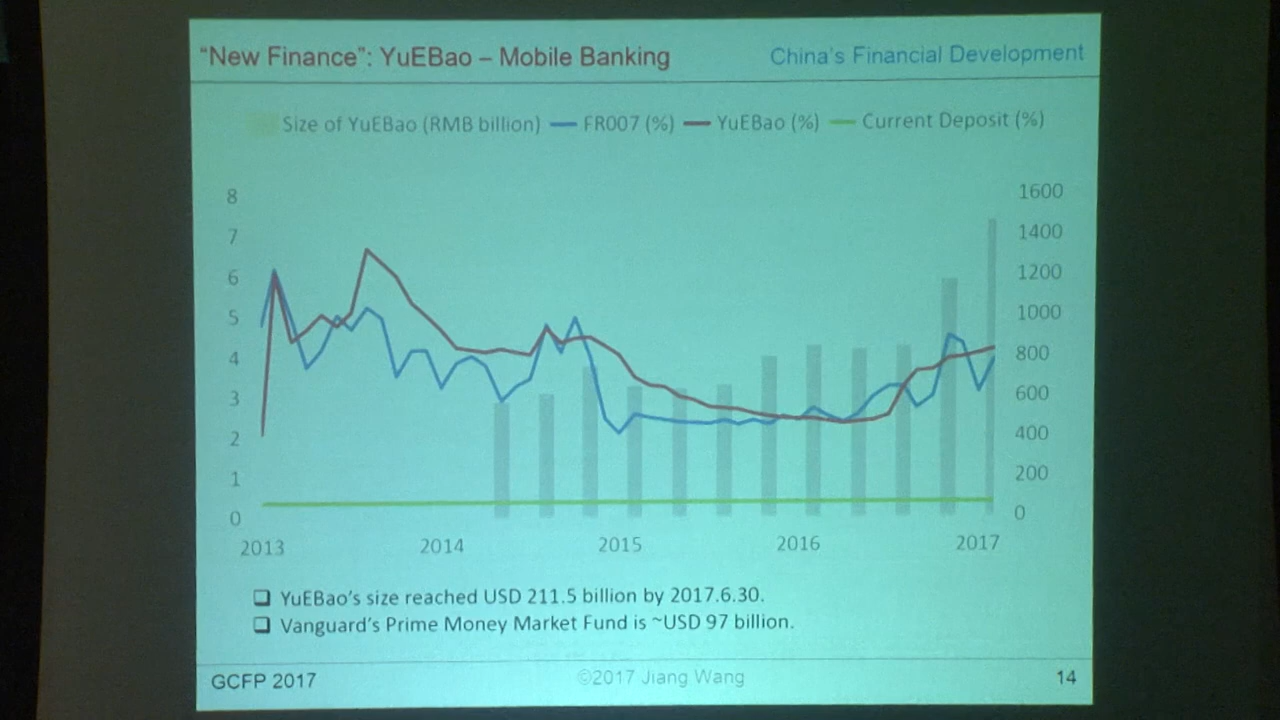 “New Finance”: YuEBao – Mobile Banking China’s Financial Development
Size of YuEBao (RMB billion) FR007 (%) YuEBao (%) Current Deposit (%)
8 1600
7 1400
6 1200
5 1000
4 800
3 600
2 400
1 200
0 0
2013 2014 2015 2016 2017
❑ YuEBao’s size reached USD 211.5 billion by 2017.6.30.
❑ Vanguard’s Prime Money Market Fund is ~USD 97 billion.
GCFP 2017 ©2017 Jiang Wang 14